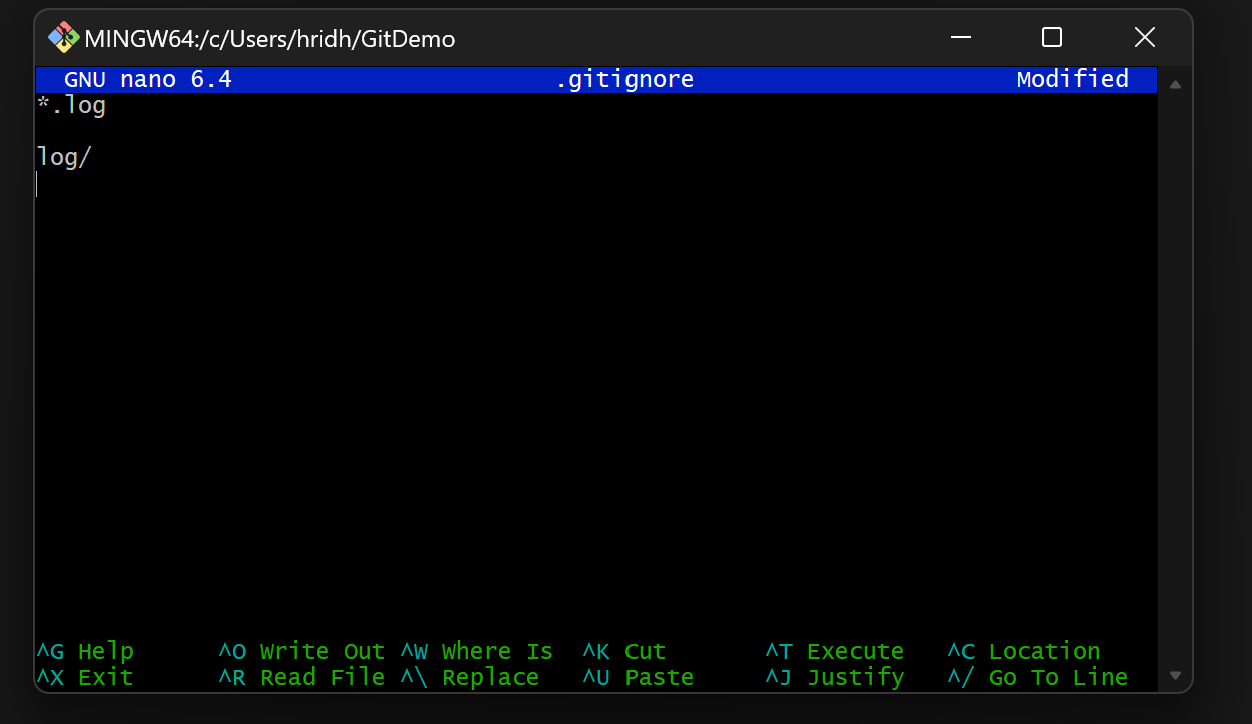 MINGW64:/c/Users/hridh/GitDemo
GNU nano 6.4 .gitignore Modified
*.log
log/
^G Help ^O Write Out ^W Where Is ^K Cut ^T Execute ^C Location
^X Exit ^R Read File ^\ Replace ^U Paste ^J Justify ^/ Go To Line